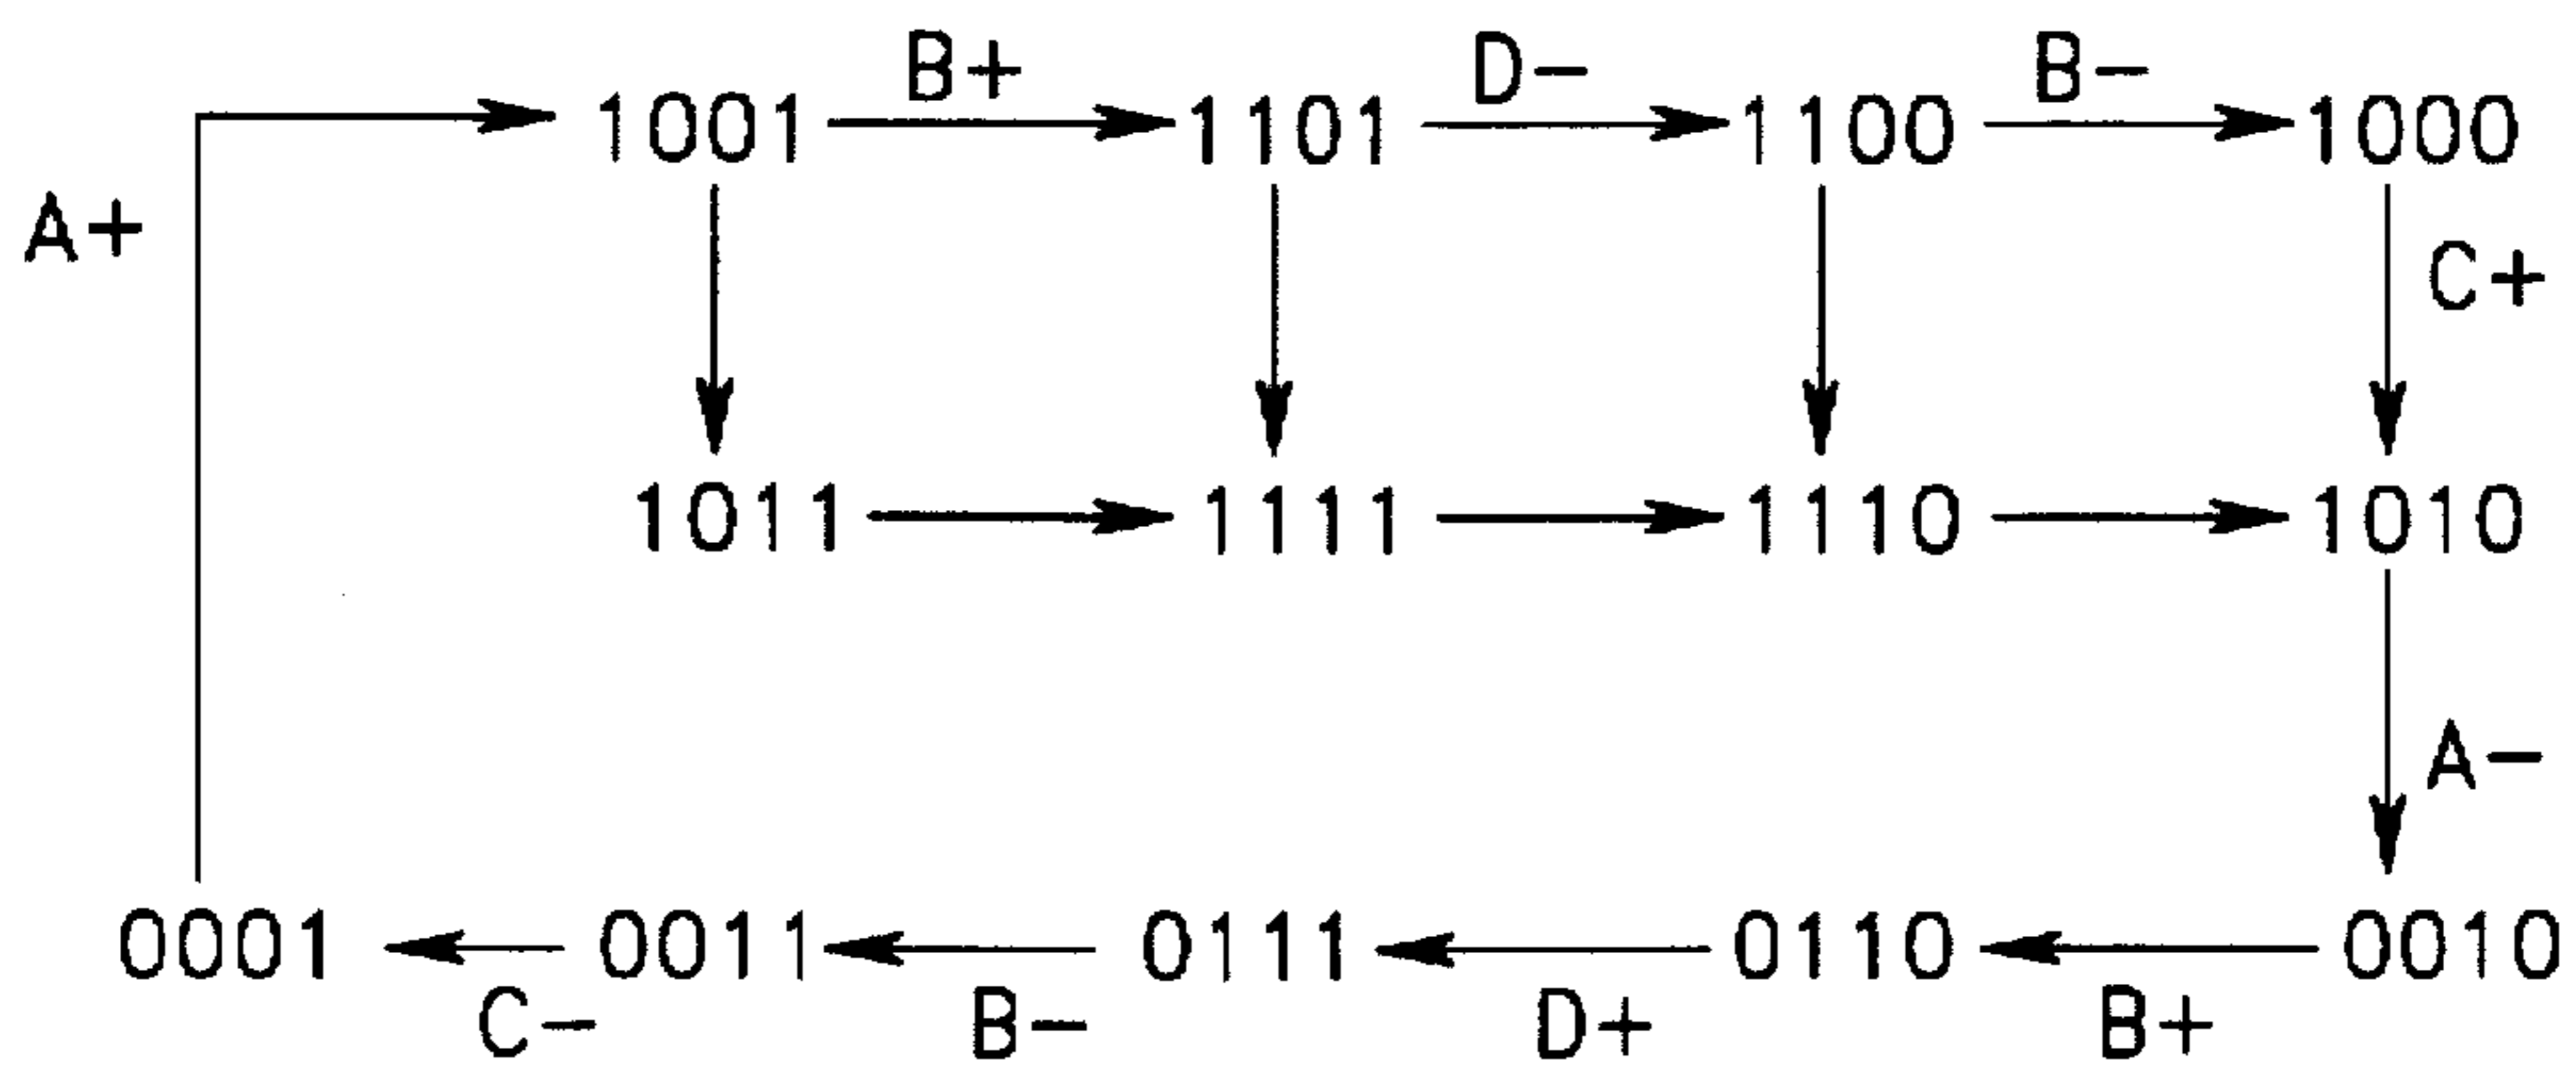 B+ D- B-
1001 1101 1100 1000
A+ C+
1011 1111 1110 1010
A-
0001 0011 0111 0110 0010
C- B- D+ B+